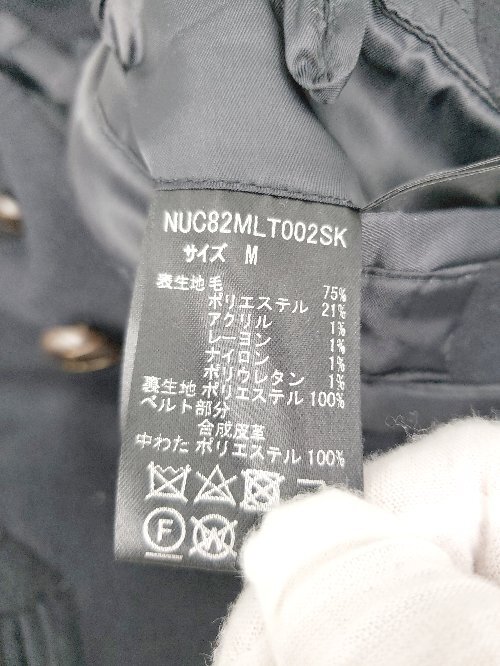 NUC82MLT002SK
サイズ M
表生地毛 75%
ポリエステル 21%
アクリル 1%
レーヨン 1%
ナイロン 1%
ポリウレタン 1%
裏生地 ポリエステル 100%
ベルト部分
合成皮革
中わた ポリエステル 100%
F W